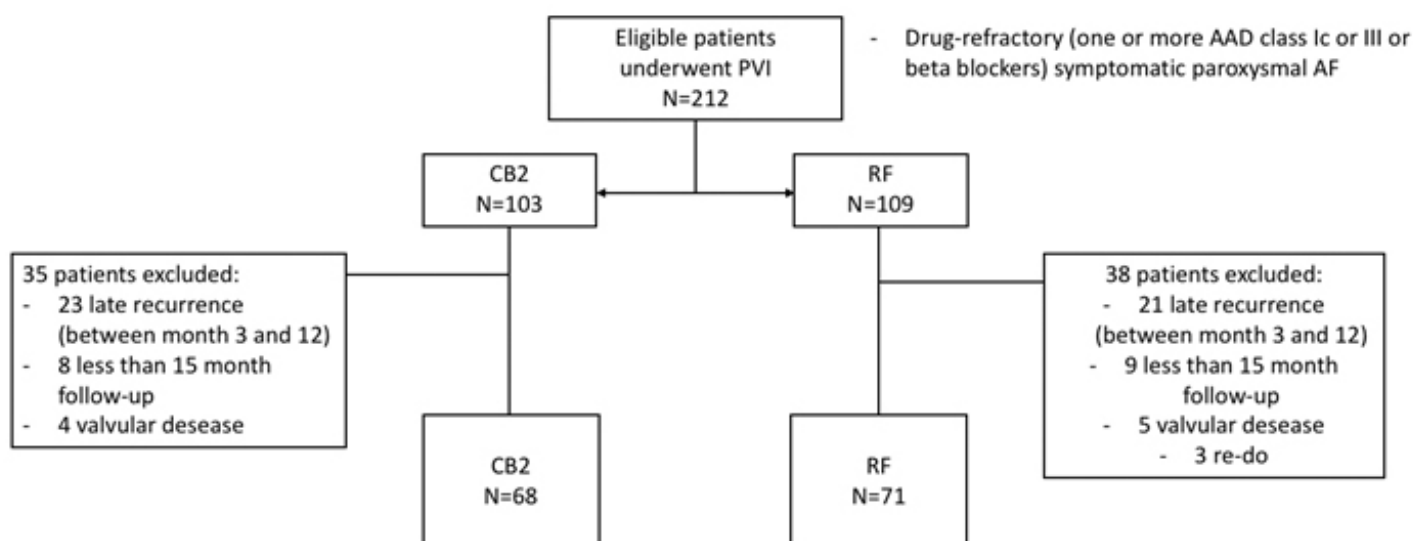 Eligible patients
underwent PVI
N=212
- Drug-refractory (one or more AAD class Ic or III or
beta blockers) symptomatic paroxysmal AF
CB2
N=103
RF
N=109
35 patients excluded:
- 23 late recurrence
(between month 3 and 12)
- 8 less than 15 month
follow-up
- 4 valvular desease
38 patients excluded:
- 21 late recurrence
(between month 3 and 12)
- 9 less than 15 month
follow-up
- 5 valvular desease
- 3 re-do
CB2
N=68
RF
N=71